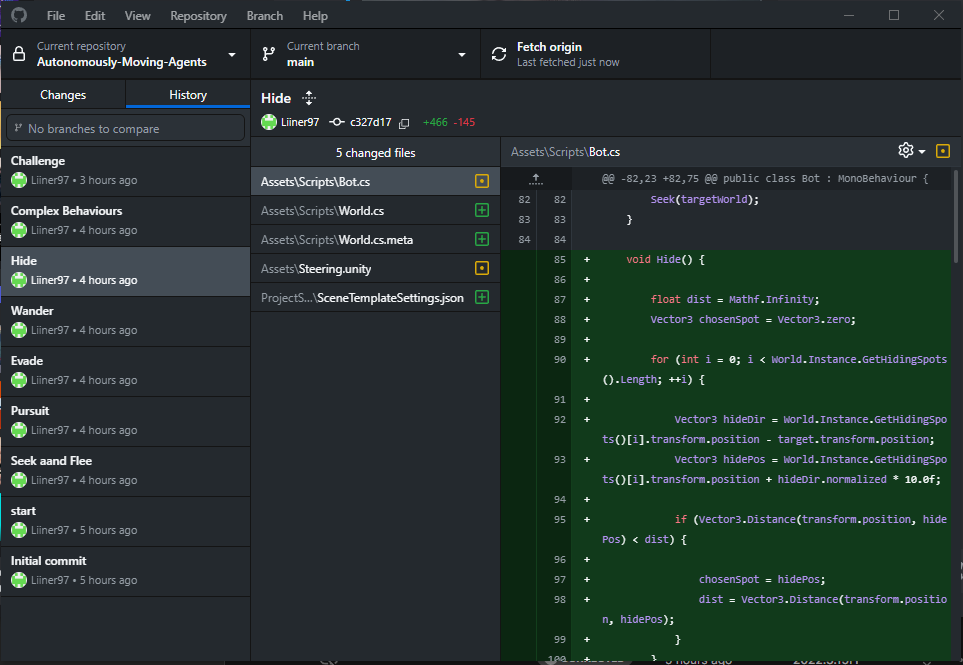 File Edit View Repository Branch Help
Current repository
Autonomously-Moving-Agents
Current branch
main
Fetch origin
Last fetched just now
Changes History
No branches to compare
Challenge
Liiner97 • 3 hours ago
Complex Behaviours
Liiner97 • 4 hours ago
Hide
Liiner97 • 4 hours ago
Wander
Liiner97 • 4 hours ago
Evade
Liiner97 • 4 hours ago
Pursuit
Liiner97 • 4 hours ago
Seek aand Flee
Liiner97 • 4 hours ago
start
Liiner97 • 5 hours ago
Initial commit
Liiner97 • 5 hours ago
Hide
Liiner97 c327d17 +466 -145
5 changed files
Assets\Scripts\Bot.cs
Assets\Scripts\World.cs
Assets\Scripts\World.cs.meta
Assets\Steering.unity
ProjectS...\SceneTemplateSettings.json
Assets\Scripts\Bot.cs
@@ -82,23 +82,75 @@ public class Bot : MonoBehaviour {
82 82 Seek(targetWorld);
83 83 }
84 84
85 + void Hide() {
86 +
87 + float dist = Mathf.Infinity;
88 + Vector3 chosenSpot = Vector3.zero;
89 +
90 + for (int i = 0; i < World.Instance.GetHidingSpots
().Length; ++i) {
91 +
92 + Vector3 hideDir = World.Instance.GetHidingSpo
ts()[i].transform.position - target.transform.position;
93 + Vector3 hidePos = World.Instance.GetHidingSpo
ts()[i].transform.position + hideDir.normalized * 10.0f;
94 +
95 + if (Vector3.Distance(transform.position, hide
Pos) < dist) {
96 +
97 + chosenSpot = hidePos;
98 + dist = Vector3.Distance(transform.positio
n, hidePos);
99 + }
100 + }